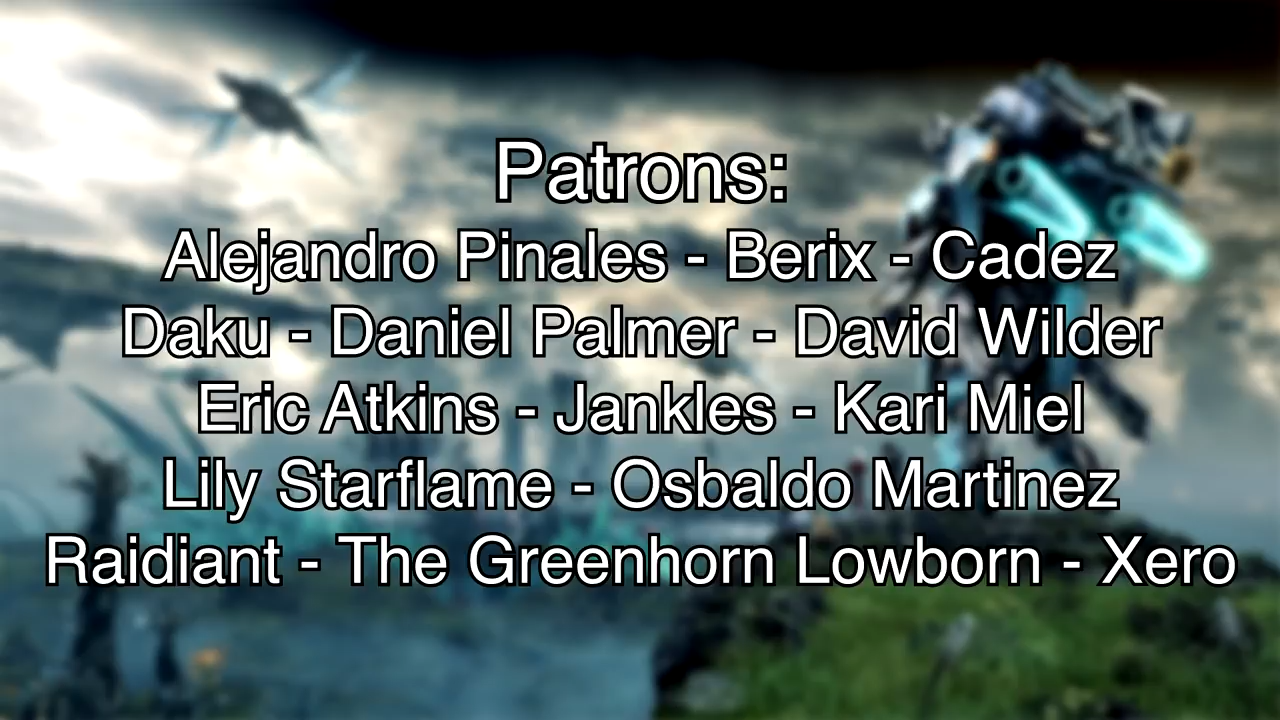 Patrons:
Alejandro Pinales - Berix - Cadez
Daku - Daniel Palmer - David Wilder
Eric Atkins - Jankles - Kari Miel
Lily Starflame - Osbaldo Martinez
Raidiant - The Greenhorn Lowborn - Xero